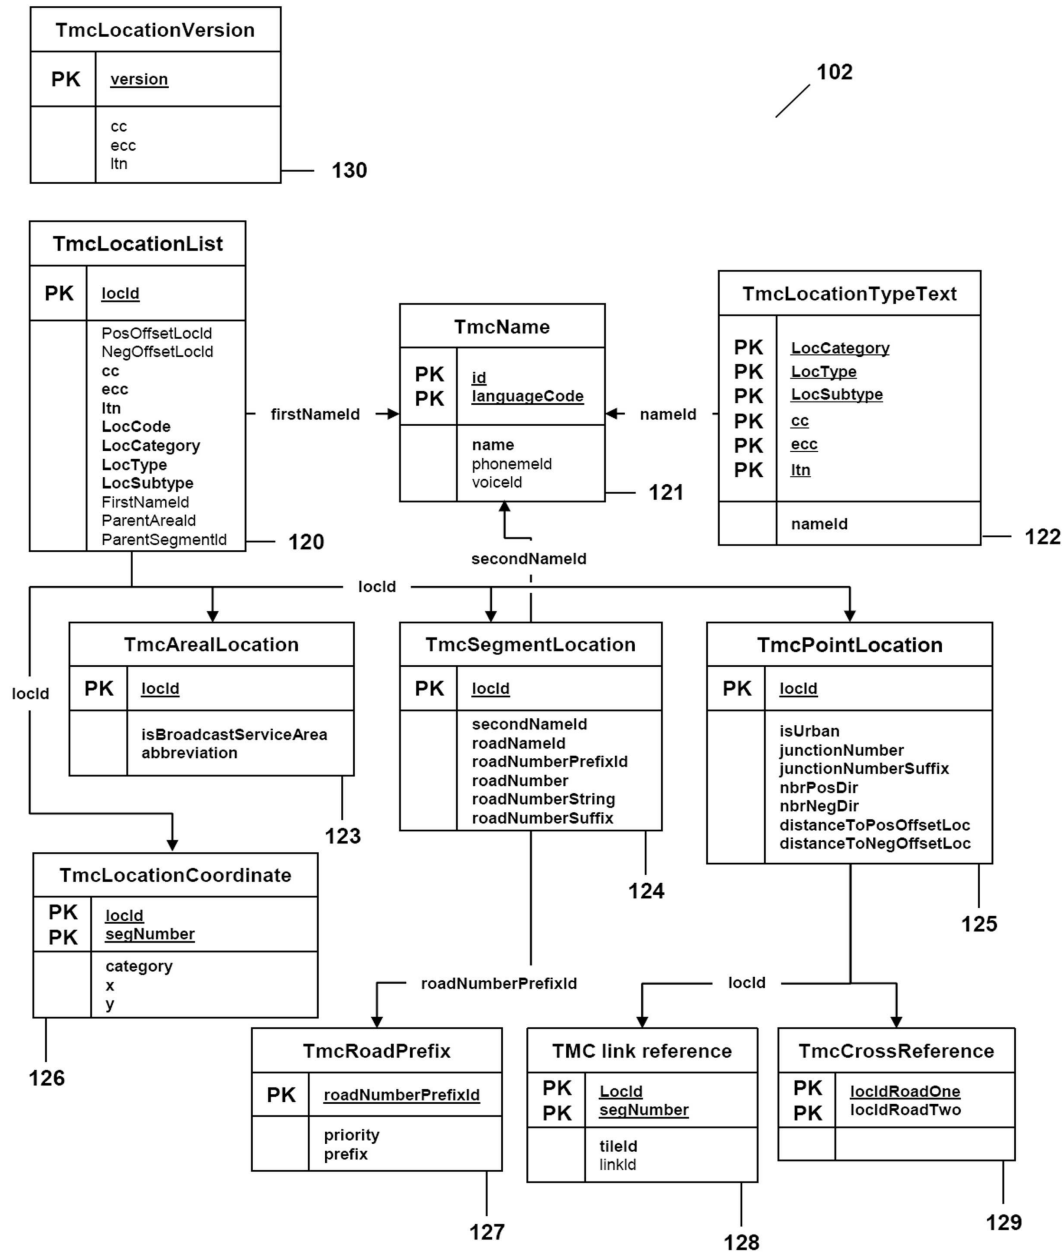 TmcLocationVersion
PK version
cc
ecc
ltn
130
102
TmcLocationList
PK locId
PosOffsetLocId
NegOffsetLocId
cc
ecc
ltn
LocCode
LocCategory
LocType
LocSubtype
FirstNameId
ParentAreaId
ParentSegmentId
120
firstNameId
TmcName
PK id
PK languageCode
name
phonemeId
voiceId
121
nameId
TmcLocationTypeText
PK LocCategory
PK LocType
PK LocSubtype
PK cc
PK ecc
PK ltn
nameId
122
secondNameId
locId
locId
TmcArealLocation
PK locId
isBroadcastServiceArea
abbreviation
123
TmcSegmentLocation
PK locId
secondNameId
roadNameId
roadNumberPrefixId
roadNumber
roadNumberString
roadNumberSuffix
124
TmcPointLocation
PK locId
isUrban
junctionNumber
junctionNumberSuffix
nbrPosDir
nbrNegDir
distanceToPosOffsetLoc
distanceToNegOffsetLoc
125
TmcLocationCoordinate
PK locId
PK segNumber
category
x
y
126
roadNumberPrefixId
locId
TmcRoadPrefix
PK roadNumberPrefixId
priority
prefix
127
TMC link reference
PK LocId
PK segNumber
tileId
linkId
128
TmcCrossReference
PK locIdRoadOne
PK locIdRoadTwo
129